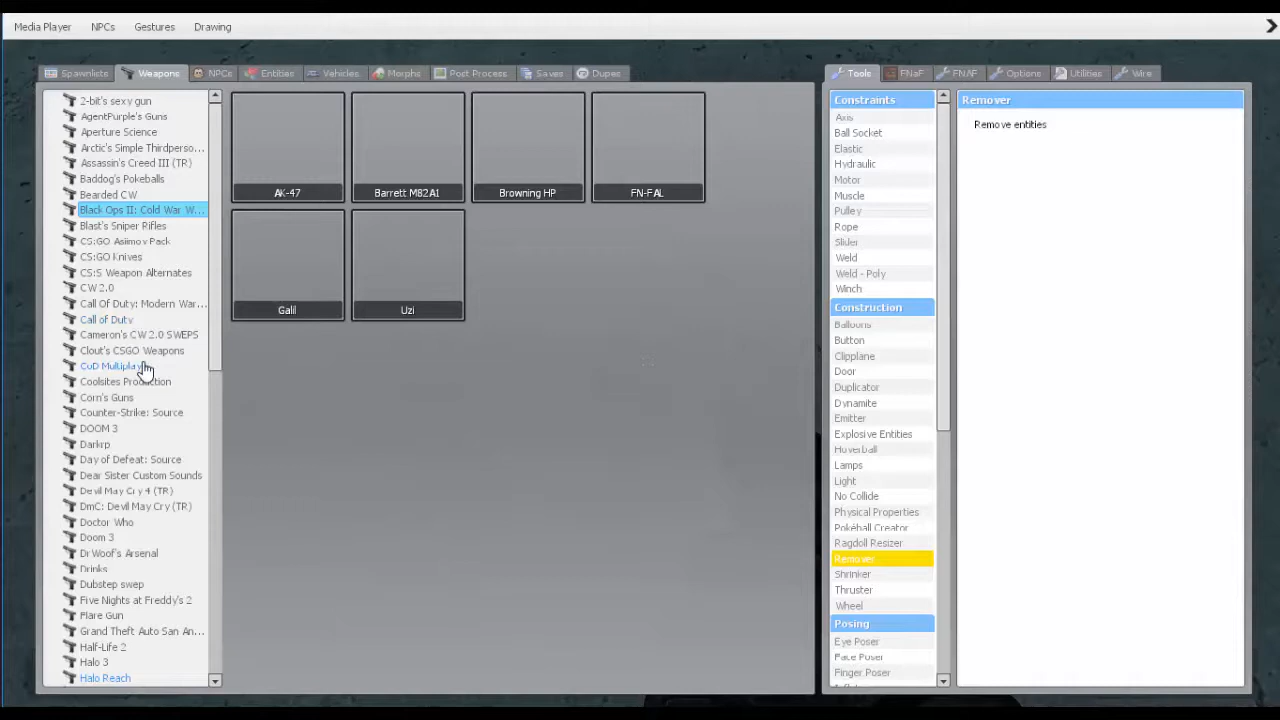 Media Player NPCs Gestures Drawing
Spawnlists Weapons NPCs Entities Vehicles Morphs Post Process Saves Dupes
2-bit's sexy gun
AgentPurple's Guns
Aperture Science
Arctic's Simple Thirdperso...
Assassin's Creed III (TR)
Baddog's Pokeballs
Bearded CW
Black Ops II: Cold War W...
Blast's Sniper Rifles
CS:GO Asiimov Pack
CS:GO Knives
CS:S Weapon Alternates
CW 2.0
Call Of Duty: Modern War...
Call of Duty
Cameron's CW 2.0 SWEPS
Clout's CSGO Weapons
CoD Multiplay
Coolsites Production
Corn's Guns
Counter-Strike: Source
DOOM 3
Darkrp
Day of Defeat: Source
Dear Sister Custom Sounds
Devil May Cry 4 (TR)
DmC: Devil May Cry (TR)
Doctor Who
Doom 3
DrWoof's Arsenal
Drinks
Dubstep swep
Five Nights at Freddy's 2
Flare Gun
Grand Theft Auto San An...
Half-Life 2
Halo 3
Halo Reach
AK-47 Barrett M82A1 Browning HP FN-FAL
Galil Uzi
Tools FNaF FNAF Options Utilities Wire
Constraints
Axis
Ball Socket
Elastic
Hydraulic
Motor
Muscle
Pulley
Rope
Slider
Weld
Weld - Poly
Winch
Construction
Balloons
Button
Clipplane
Door
Duplicator
Dynamite
Emitter
Explosive Entities
Hoverball
Lamps
Light
No Collide
Physical Properties
Pokéball Creator
Ragdoll Resizer
Remover
Shrinker
Thruster
Wheel
Posing
Eye Poser
Face Poser
Finger Poser
Remover
Remove entities